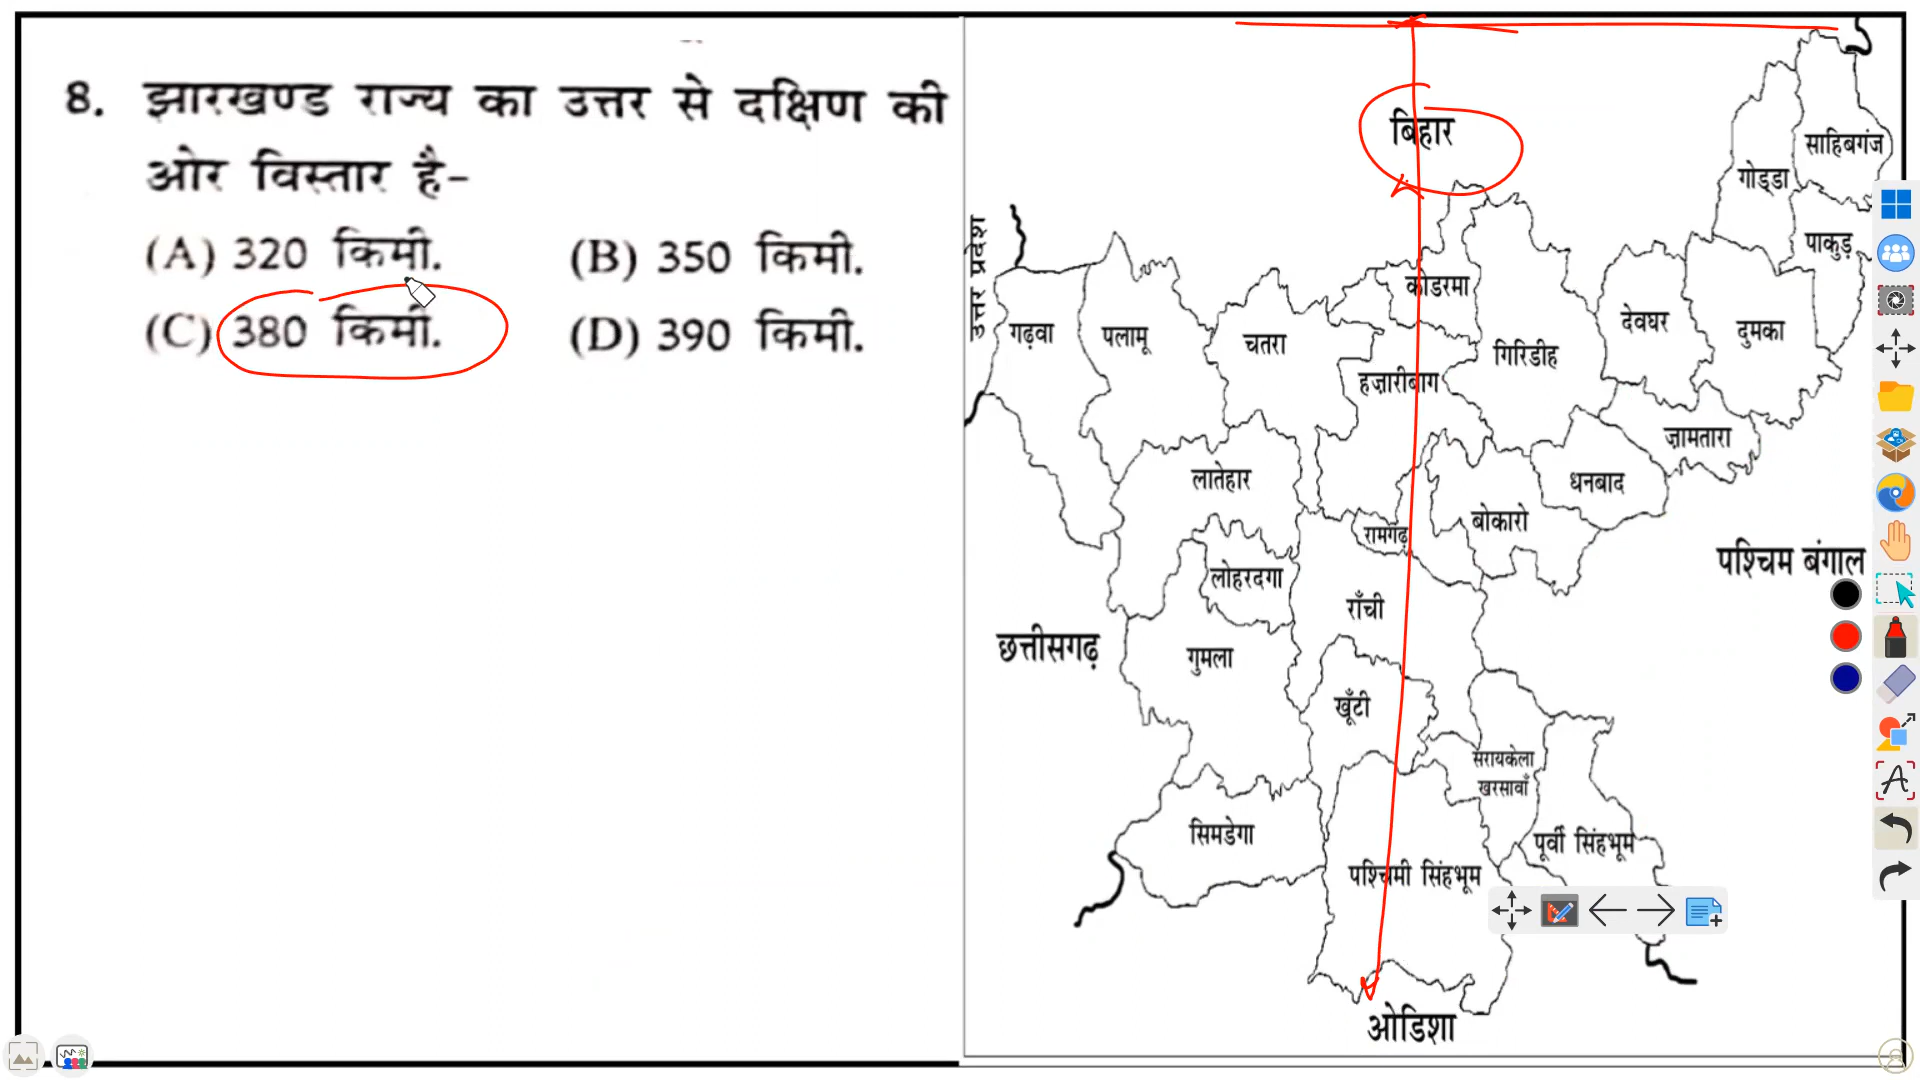 8. झारखण्ड राज्य का उत्तर से दक्षिण की
ओर विस्तार है-
(A) 320 किमी. (B) 350 किमी.
(C) 380 किमी. (D) 390 किमी.
बिहार
साहिबगंज
गोड्डा
पाकुड़
उत्तर प्रदेश
कोडरमा
गढ़वा
पलामू
चतरा
देवघर
दुमका
गिरिडीह
हज़ारीबाग
ज़ामतारा
लातेहार
धनबाद
बोकारो
रामगढ़
पश्चिम बंगाल
लोहरदगा
राँची
छत्तीसगढ़
गुमला
खूँटी
सरायकेला
खरसावाँ
सिमडेगा
पूर्वी सिंहभूम
पश्चिमी सिंहभूम
ओडिशा